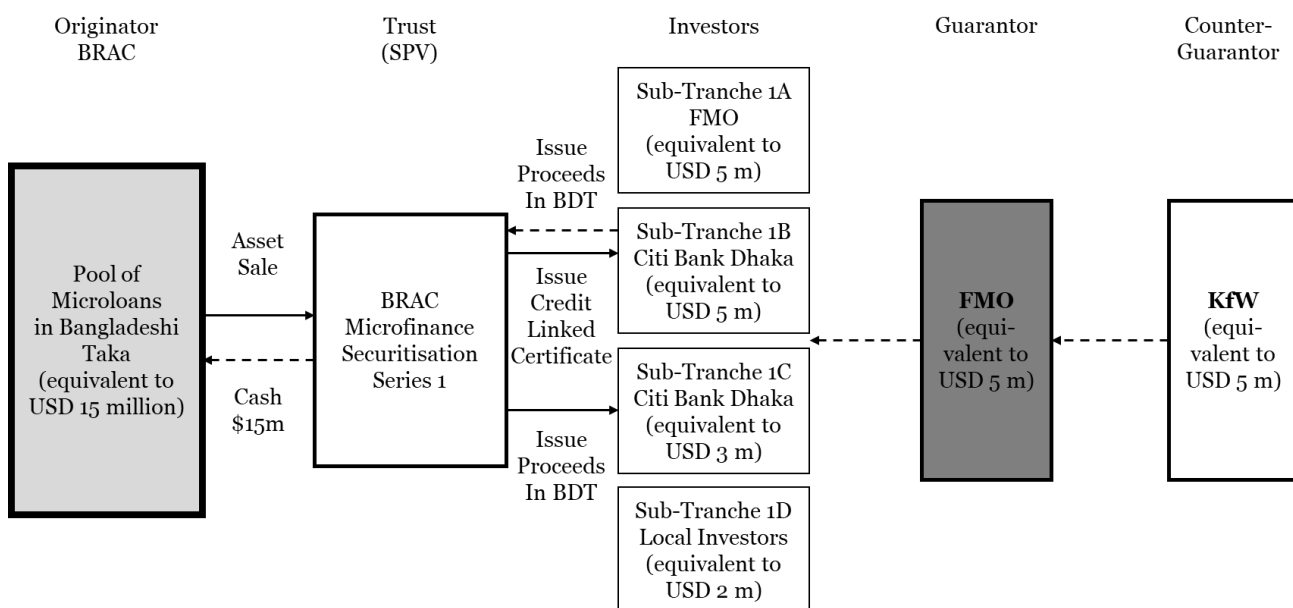 Originator
BRAC
Trust
(SPV)
Investors
Guarantor
Counter-
Guarantor
Pool of
Microloans
in Bangladeshi
Taka
(equivalent to
USD 15 million)
Asset
Sale
Cash
$15m
BRAC
Microfinance
Securitisation
Series 1
Issue
Proceeds
In BDT
Issue
Credit
Linked
Certificate
Issue
Proceeds
In BDT
Sub-Tranche 1A
FMO
(equivalent to
USD 5 m)
Sub-Tranche 1B
Citi Bank Dhaka
(equivalent to
USD 5 m)
Sub-Tranche 1C
Citi Bank Dhaka
(equivalent to
USD 3 m)
Sub-Tranche 1D
Local Investors
(equivalent to
USD 2 m)
FMO
(equi-
valent to
USD 5 m)
KfW
(equi-
valent to
USD 5 m)